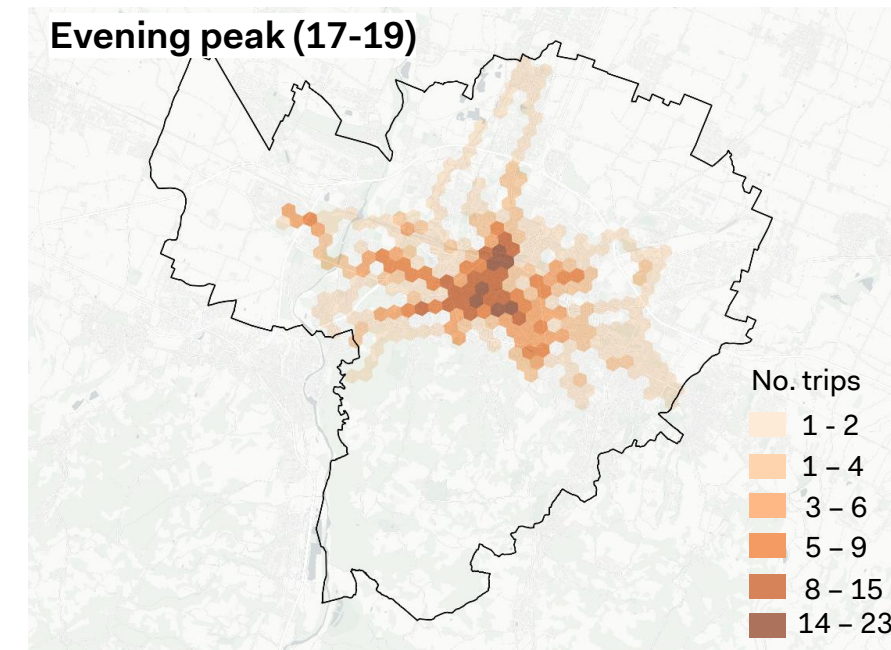 Evening peak (17-19)
No. trips
1 - 2
1 – 4
3 – 6
5 – 9
8 – 15
14 – 23